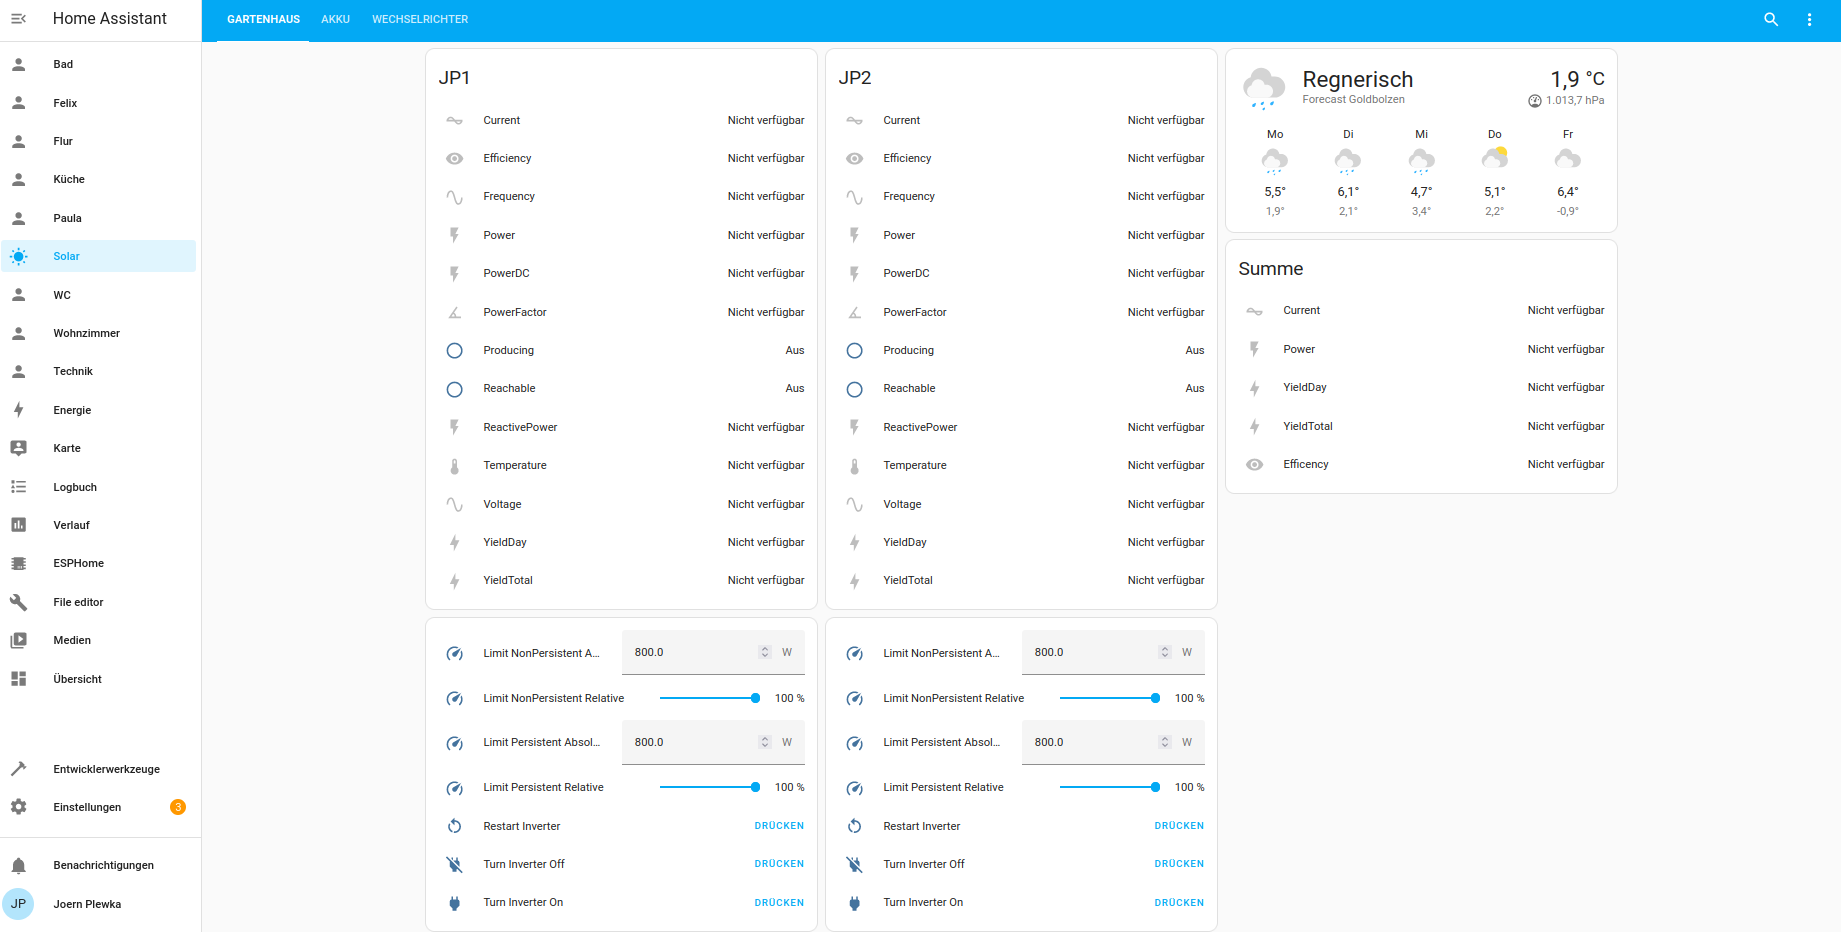 Home Assistant
Bad
Felix
Flur
Küche
Paula
Solar
WC
Wohnzimmer
Technik
Energie
Karte
Logbuch
Verlauf
ESPHome
File editor
Medien
Übersicht
Entwicklerwerkzeuge
Einstellungen 3
Benachrichtigungen
JP Joern Plewka
GARTENHAUS AKKU WECHSELRICHTER
JP1
Current Nicht verfügbar
Efficiency Nicht verfügbar
Frequency Nicht verfügbar
Power Nicht verfügbar
PowerDC Nicht verfügbar
PowerFactor Nicht verfügbar
Producing Aus
Reachable Aus
ReactivePower Nicht verfügbar
Temperature Nicht verfügbar
Voltage Nicht verfügbar
YieldDay Nicht verfügbar
YieldTotal Nicht verfügbar
Limit NonPersistent A... 800.0 W
Limit NonPersistent Relative 100 %
Limit Persistent Absol... 800.0 W
Limit Persistent Relative 100 %
Restart Inverter DRÜCKEN
Turn Inverter Off DRÜCKEN
Turn Inverter On DRÜCKEN
JP2
Current Nicht verfügbar
Efficiency Nicht verfügbar
Frequency Nicht verfügbar
Power Nicht verfügbar
PowerDC Nicht verfügbar
PowerFactor Nicht verfügbar
Producing Aus
Reachable Aus
ReactivePower Nicht verfügbar
Temperature Nicht verfügbar
Voltage Nicht verfügbar
YieldDay Nicht verfügbar
YieldTotal Nicht verfügbar
Limit NonPersistent A... 800.0 W
Limit NonPersistent Relative 100 %
Limit Persistent Absol... 800.0 W
Limit Persistent Relative 100 %
Restart Inverter DRÜCKEN
Turn Inverter Off DRÜCKEN
Turn Inverter On DRÜCKEN
Regnerisch 1,9 °C
Forecast Goldbolzen 1.013,7 hPa
Mo Di Mi Do Fr
5,5° 6,1° 4,7° 5,1° 6,4°
1,9° 2,1° 3,4° 2,2° -0,9°
Summe
Current Nicht verfügbar
Power Nicht verfügbar
YieldDay Nicht verfügbar
YieldTotal Nicht verfügbar
Efficency Nicht verfügbar